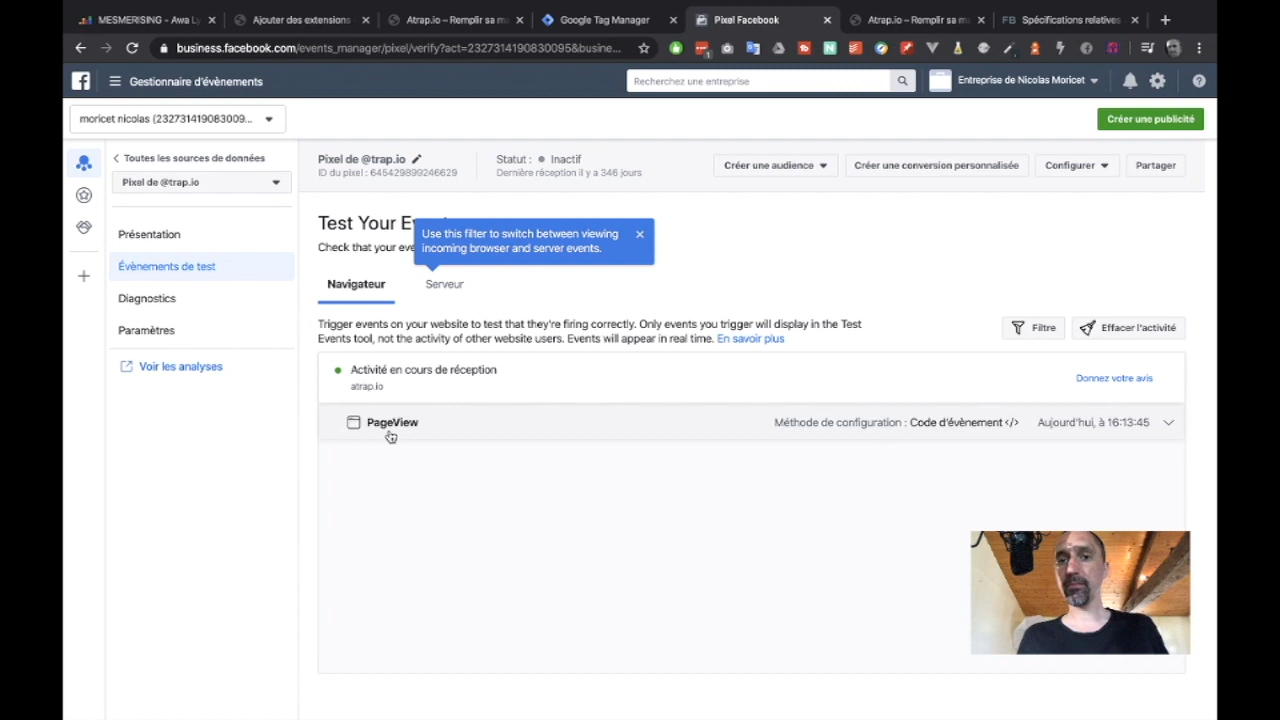 MESMERISING - Awa Ly
Ajouter des extensions
Atrap.io – Remplir sa m
Google Tag Manager
Pixel Facebook
Atrap.io – Remplir sa m
FB Spécifications relatives
business.facebook.com/events_manager/pixel/verify?act=2327314190830095&busine...
Gestionnaire d'évènements
Recherchez une entreprise
Entreprise de Nicolas Moricet
moricet nicolas (232731419083009...
Créer une publicité
Toutes les sources de données
Pixel de @trap.io
Présentation
Évènements de test
Diagnostics
Paramètres
Voir les analyses
Pixel de @trap.io
ID du pixel : 645429899246629
Statut : Inactif
Dernière réception il y a 346 jours
Créer une audience
Créer une conversion personnalisée
Configurer
Partager
Test Your Ev
Check that your eve
Use this filter to switch between viewing
incoming browser and server events.
Navigateur
Serveur
Trigger events on your website to test that they're firing correctly. Only events you trigger will display in the Test
Events tool, not the activity of other website users. Events will appear in real time. En savoir plus
Filtre
Effacer l'activité
Activité en cours de réception
atrap.io
Donnez votre avis
PageView
Méthode de configuration : Code d'évènement </>
Aujourd'hui, à 16:13:45